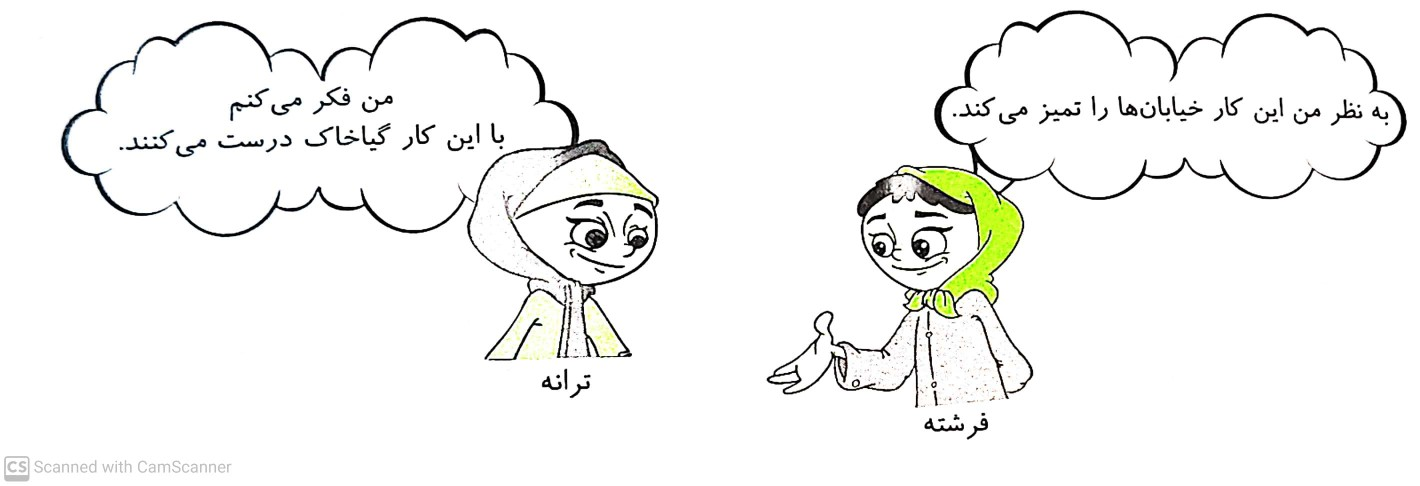 به نظر من این کار خیابان‌ها را تمیز می‌کند.
من فکر می‌کنم
با این کار گیاخاک درست می‌کنند.
فرشته
ترانه
CS Scanned with CamScanner